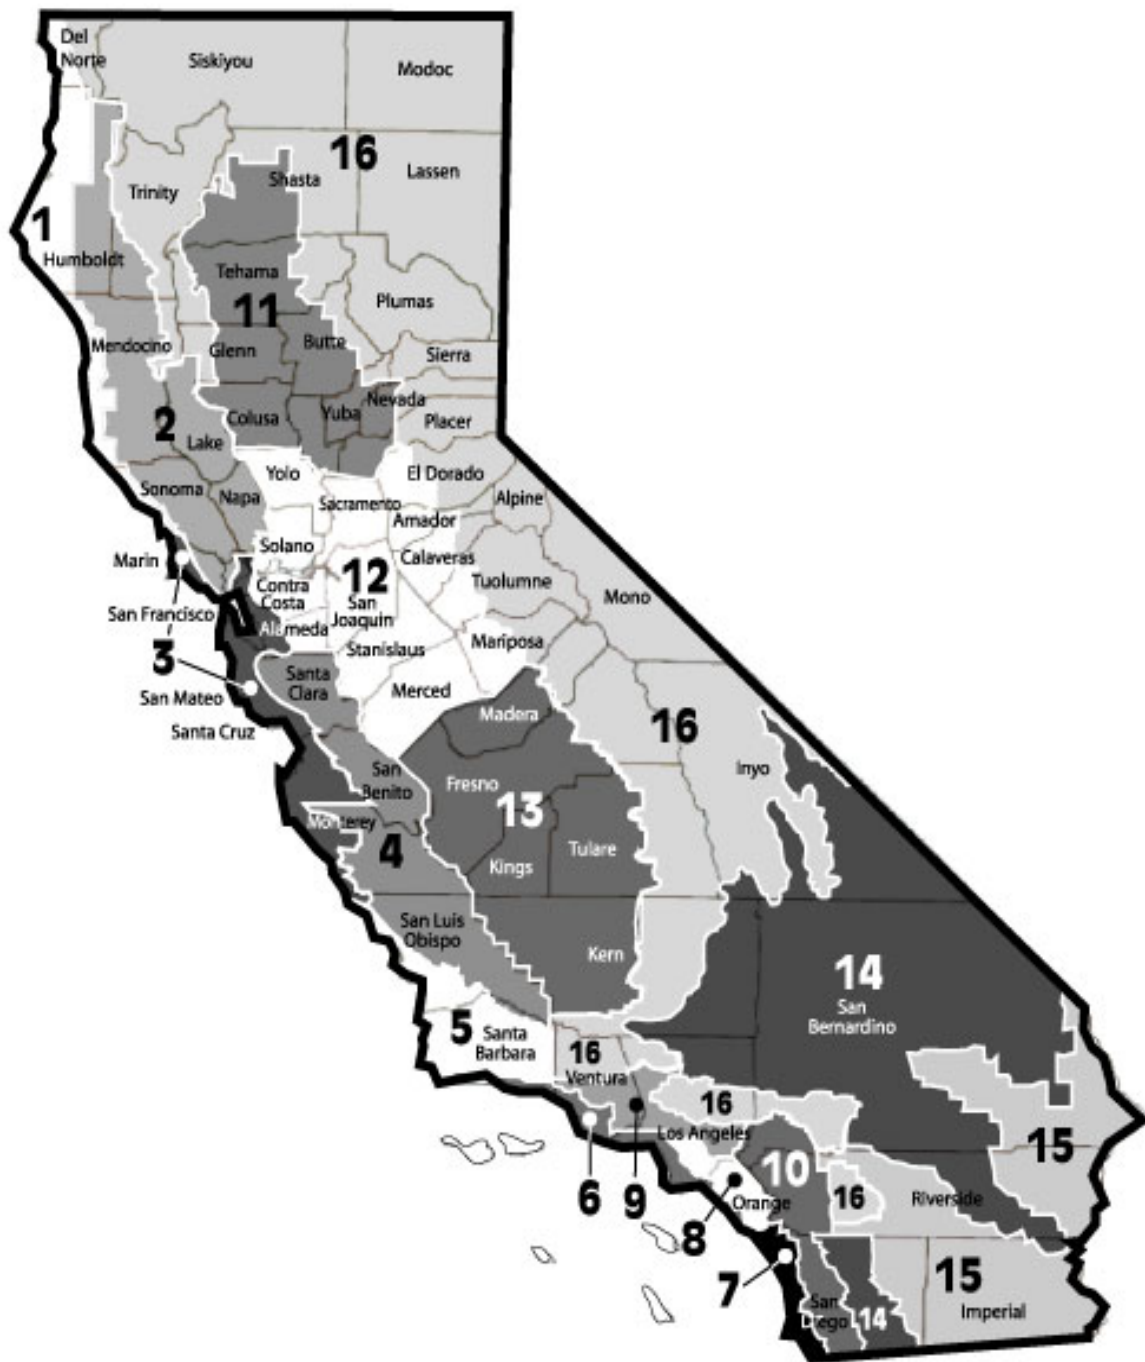 Del
Norte
Siskiyou
Modoc
16
Trinity
Shasta
Lassen
1
Humboldt
Tehama
11
Plumas
Mendocino
Glenn
Butte
Sierra
2
Lake
Colusa
Yuba
Nevada
Placer
Sonoma
Napa
Yolo
Sacramento
El Dorado
Alpine
Amador
Marin
Solano
Calaveras
Contra
Costa
12
San
Joaquin
Tuolumne
Mono
San Francisco
Alameda
Stanislaus
Mariposa
3
San Mateo
Santa
Clara
Merced
Santa Cruz
Madera
16
Inyo
San
Benito
Fresno
13
Monterey
4
Kings
Tulare
San Luis
Obispo
Kern
14
San
Bernardino
5
Santa
Barbara
16
Ventura
16
Los Angeles
15
10
6
9
8
Orange
16
Riverside
7
San
Diego
14
15
Imperial